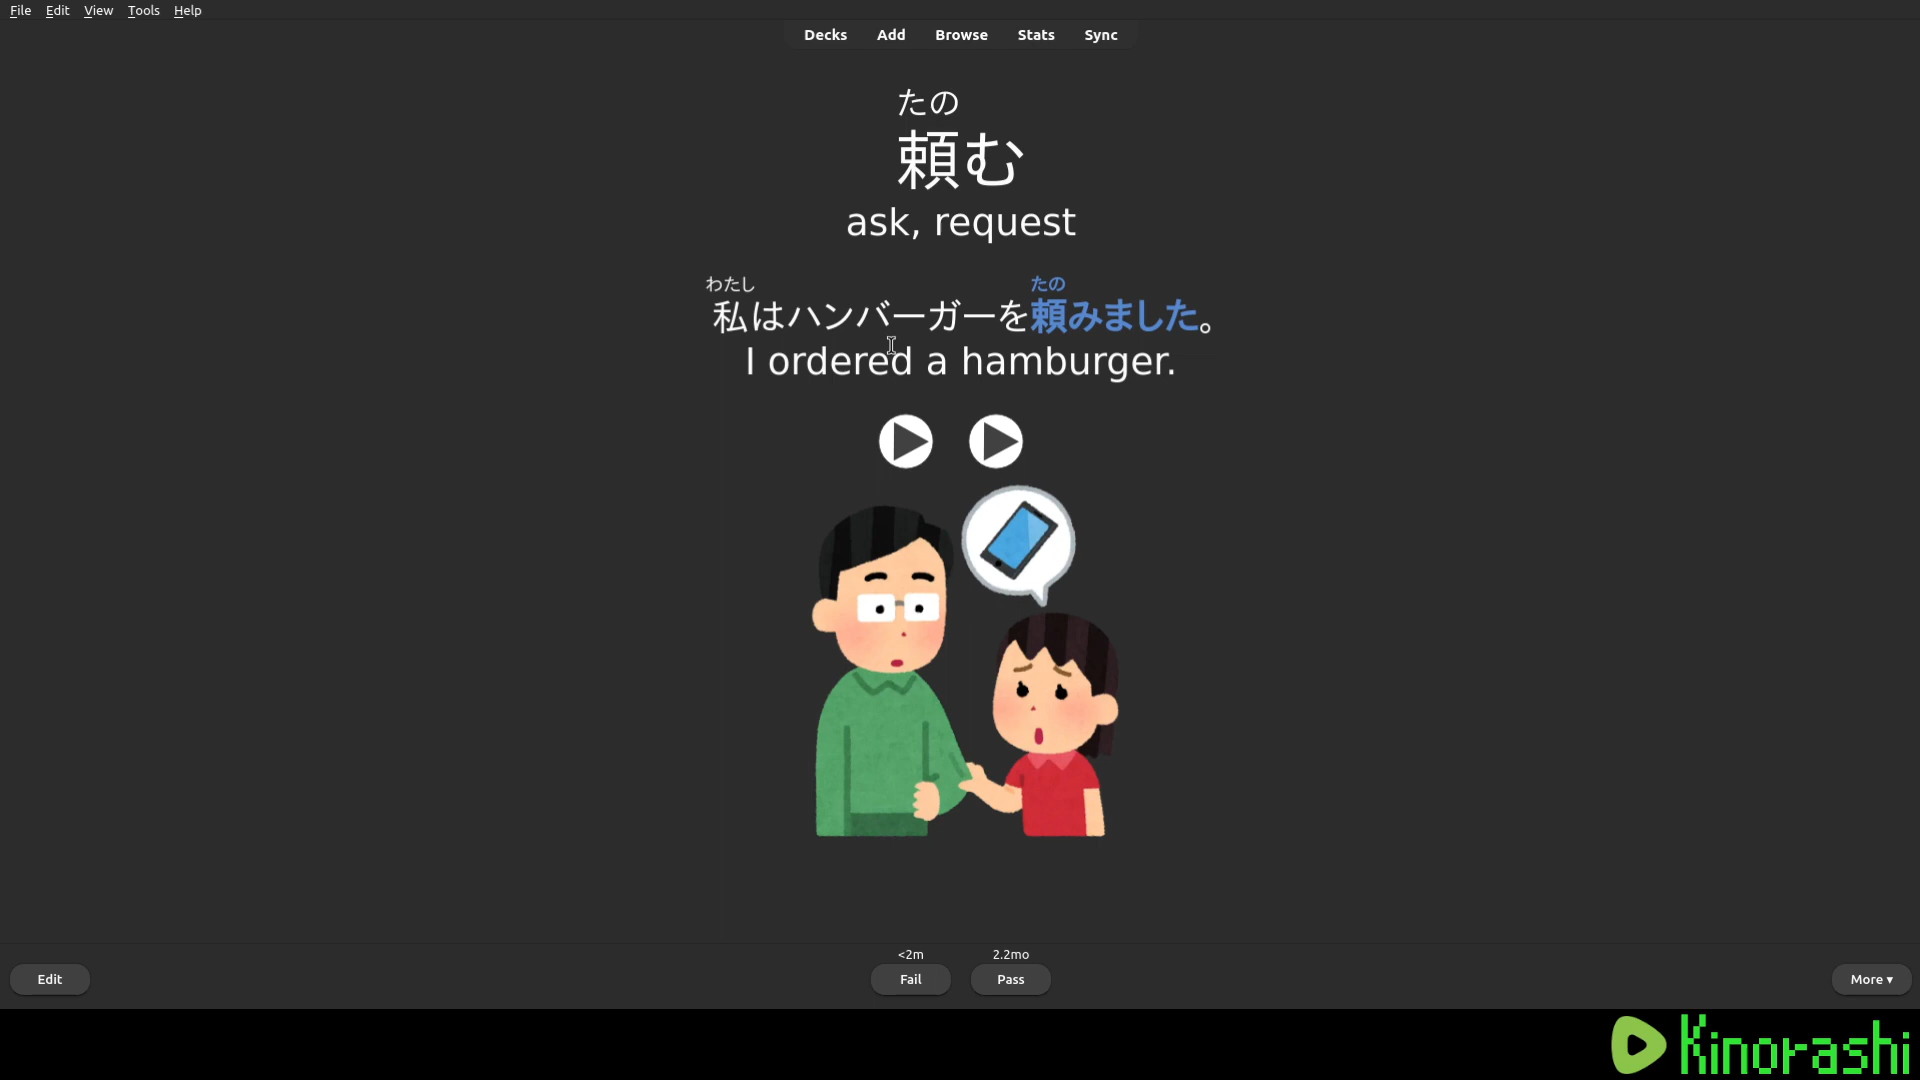 File Edit View Tools Help
Decks Add Browse Stats Sync
たの
頼む
ask, request
わたし たの
私はハンバーガーを頼みました。
I ordered a hamburger.
<2m 2.2mo
Edit Fail Pass More ▾
Kinorashi